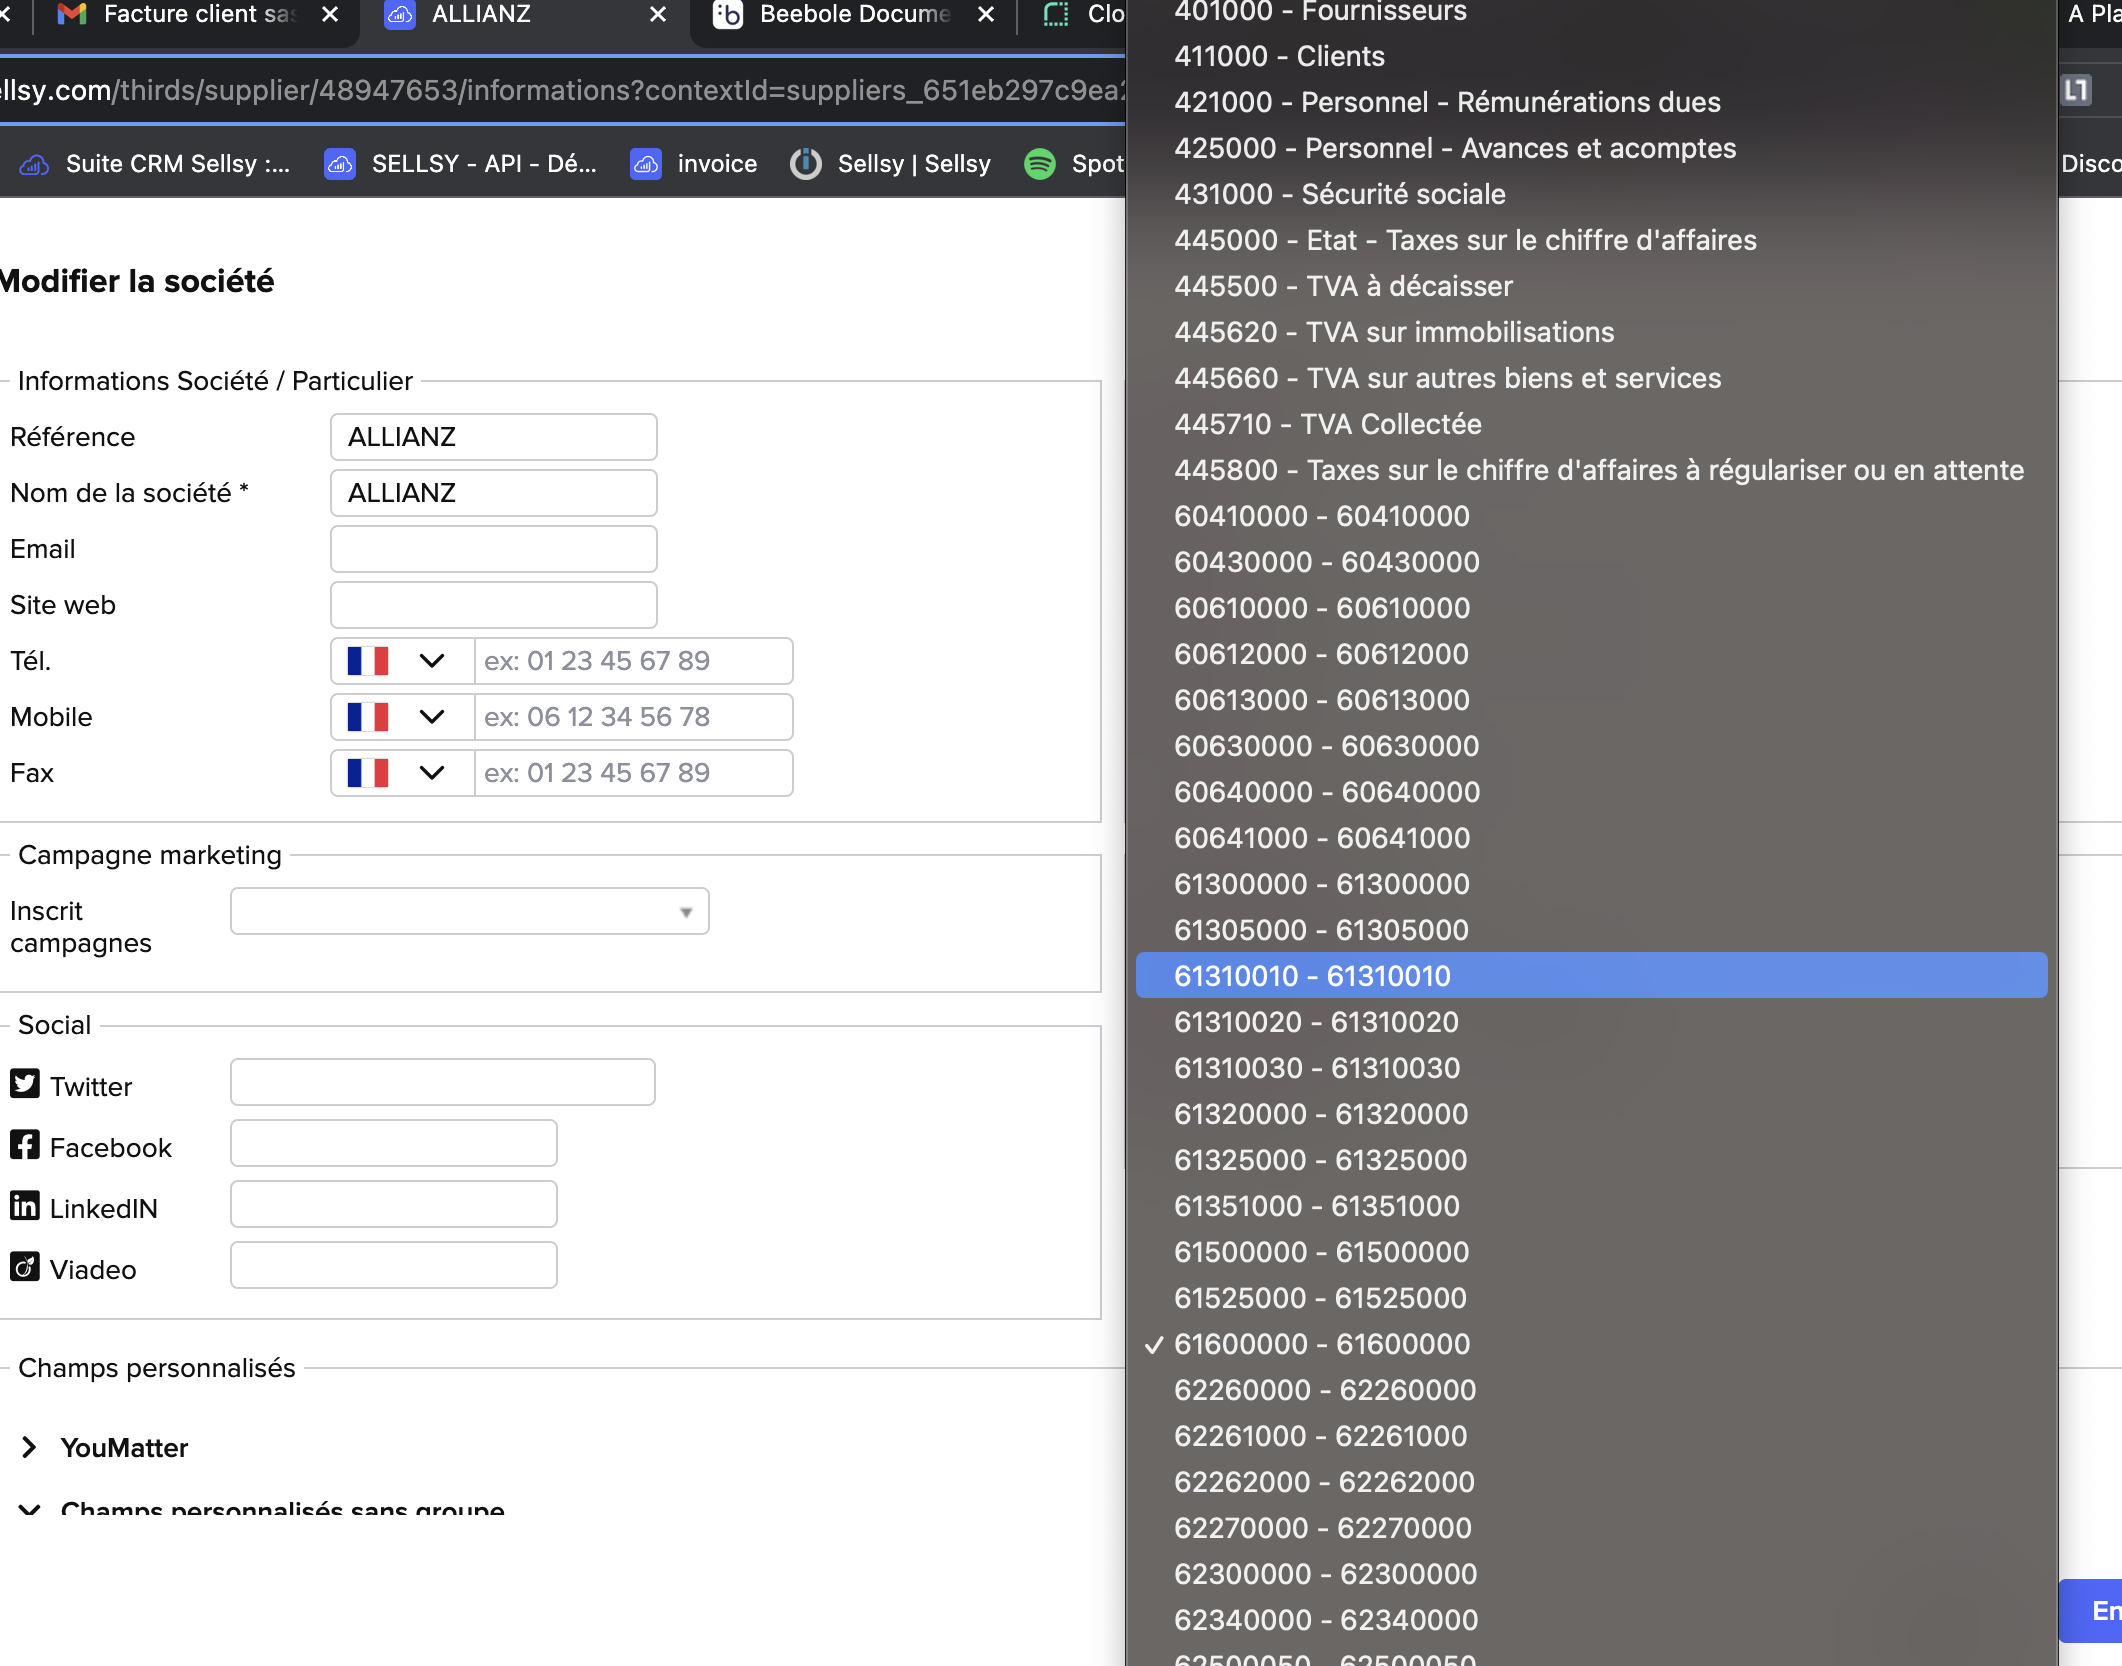 Facture client sas
ALLIANZ
Beebole Docume
Clo
A Pla
ellsy.com/thirds/supplier/48947653/informations?contextId=suppliers_651eb297c9ea2
Suite CRM Sellsy :...
SELLSY - API - Dé...
invoice
Sellsy | Sellsy
Spot
Disco
Modifier la société
Informations Société / Particulier
Référence
ALLIANZ
Nom de la société *
ALLIANZ
Email
Site web
Tél.
ex: 01 23 45 67 89
Mobile
ex: 06 12 34 56 78
Fax
ex: 01 23 45 67 89
Campagne marketing
Inscrit
campagnes
Social
Twitter
Facebook
LinkedIN
Viadeo
Champs personnalisés
YouMatter
Champs personnalisés sans groupe
401000 - Fournisseurs
411000 - Clients
421000 - Personnel - Rémunérations dues
425000 - Personnel - Avances et acomptes
431000 - Sécurité sociale
445000 - Etat - Taxes sur le chiffre d'affaires
445500 - TVA à décaisser
445620 - TVA sur immobilisations
445660 - TVA sur autres biens et services
445710 - TVA Collectée
445800 - Taxes sur le chiffre d'affaires à régulariser ou en attente
60410000 - 60410000
60430000 - 60430000
60610000 - 60610000
60612000 - 60612000
60613000 - 60613000
60630000 - 60630000
60640000 - 60640000
60641000 - 60641000
61300000 - 61300000
61305000 - 61305000
61310010 - 61310010
61310020 - 61310020
61310030 - 61310030
61320000 - 61320000
61325000 - 61325000
61351000 - 61351000
61500000 - 61500000
61525000 - 61525000
✓ 61600000 - 61600000
62260000 - 62260000
62261000 - 62261000
62262000 - 62262000
62270000 - 62270000
62300000 - 62300000
62340000 - 62340000
62500050 - 62500050
En